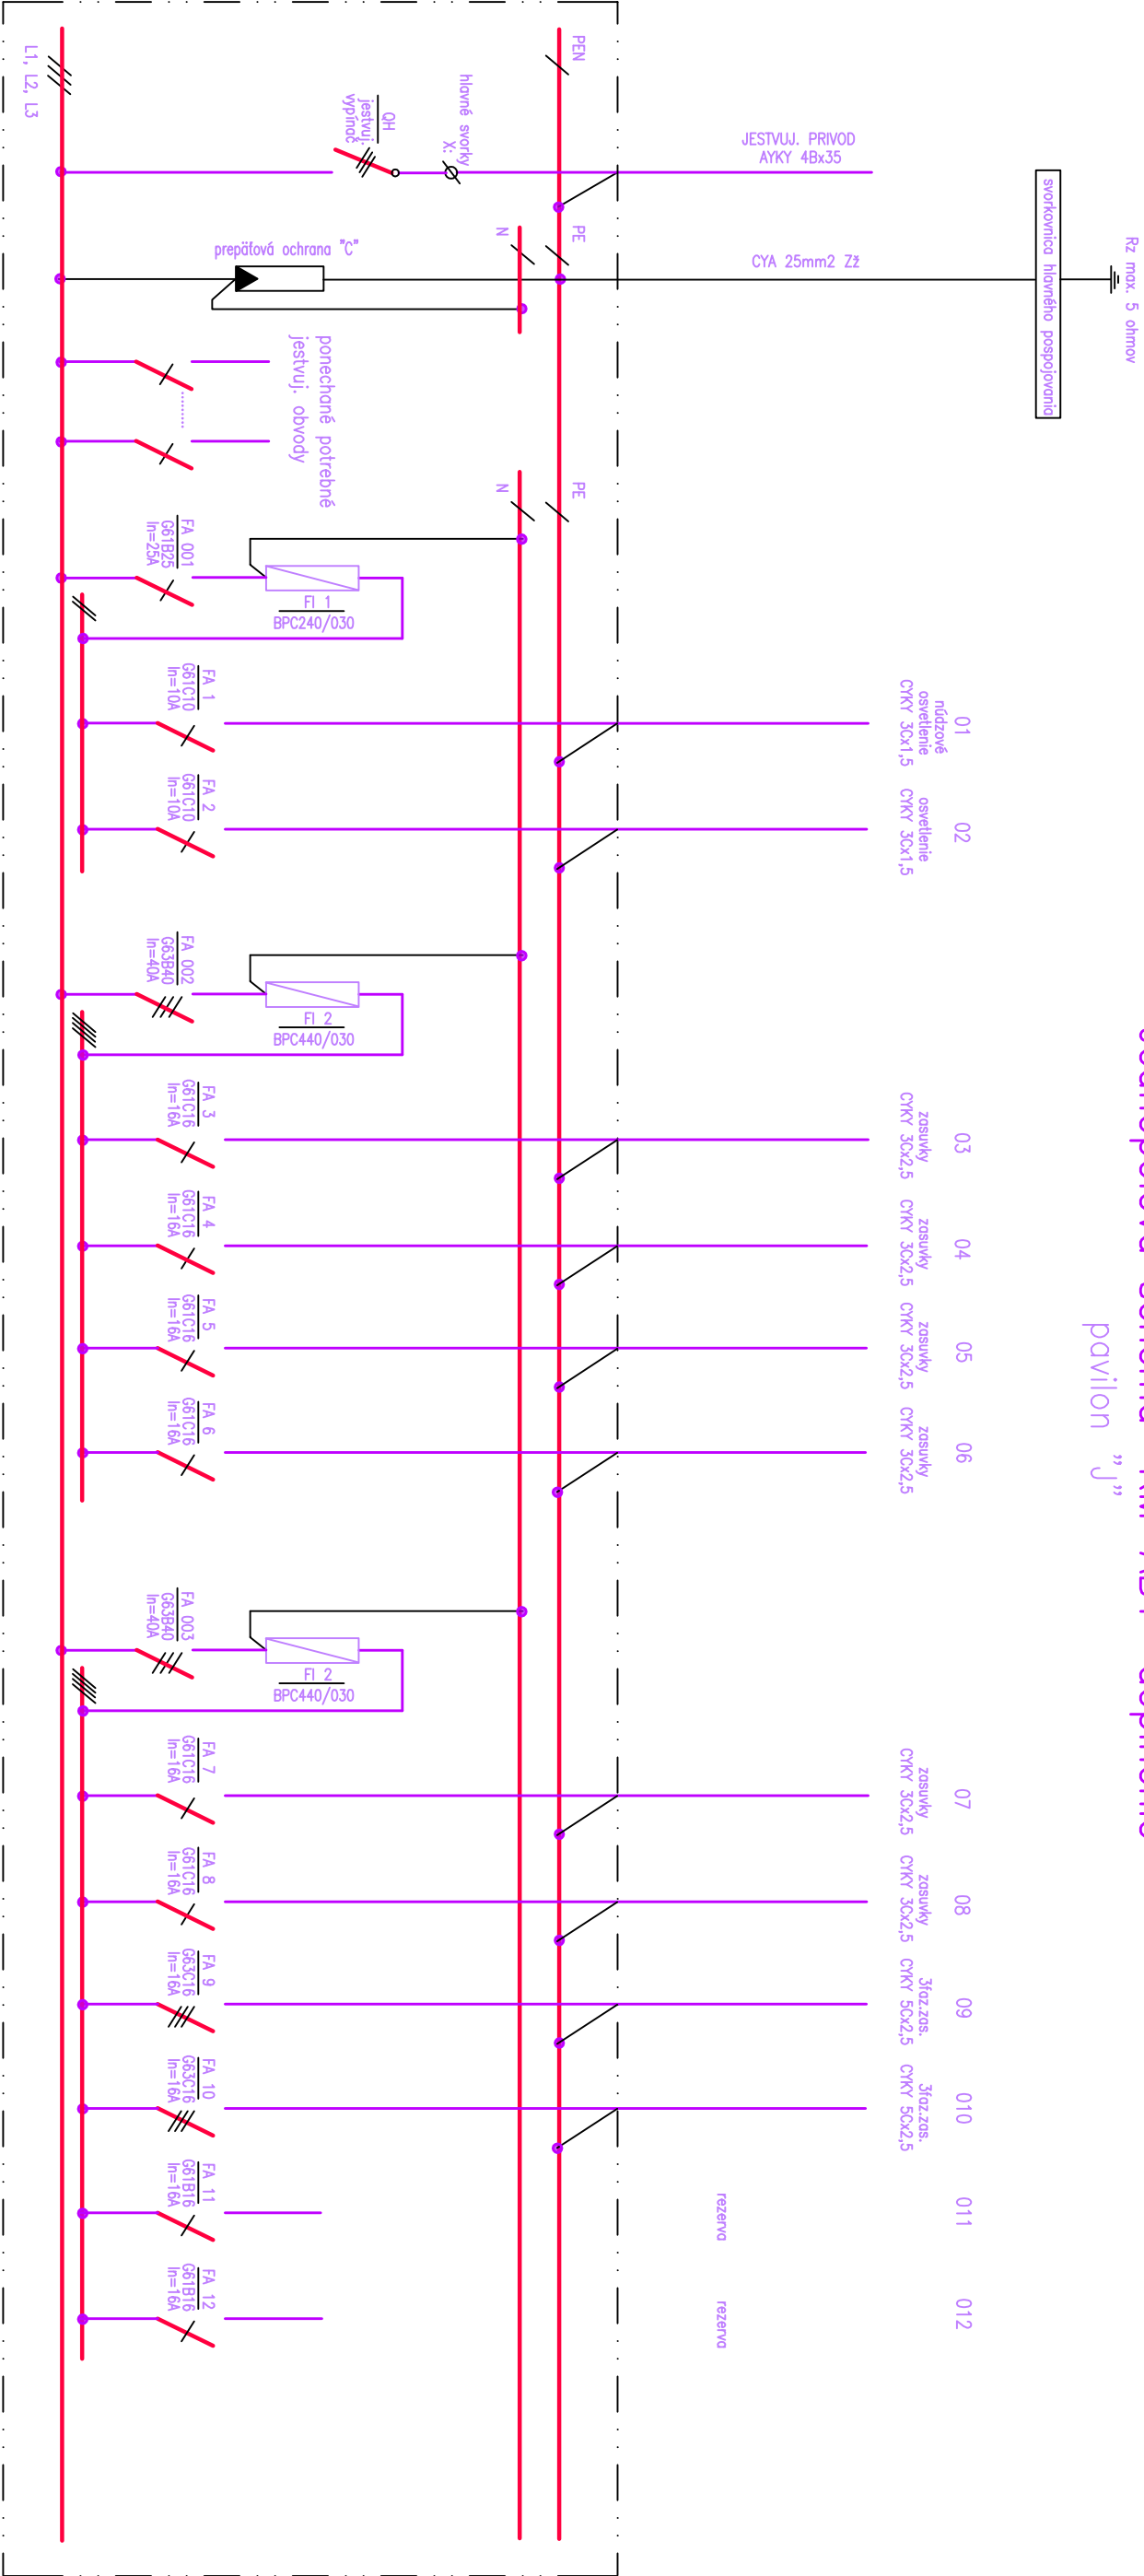 pavilon "J"
Rz max. 5 ohmov
svorkovnica hlavného pospojovania
JESTVUJ. PRIVOD
AYKY 4Bx35
CYA 25mm2 Zž
01
núdzové
osvetlenie
CYKY 3Cx1,5
02
osvetlenie
CYKY 3Cx1,5
03
zasuvky
CYKY 3Cx2,5
04
zasuvky
CYKY 3Cx2,5
05
zasuvky
CYKY 3Cx2,5
06
zasuvky
CYKY 3Cx2,5
07
zasuvky
CYKY 3Cx2,5
08
zasuvky
CYKY 3Cx2,5
09
3faz.zas.
CYKY 5Cx2,5
010
3faz.zas.
CYKY 5Cx2,5
011
rezerva
012
rezerva
PEN
PE
N
PE
N
hlavné svorky
X:
QH
jestvuj.
vypínač
prepäťová ochrana "C"
ponechané potrebné
jestvuj. obvody
FI 1
BPC240/030
FI 2
BPC440/030
FI 2
BPC440/030
FA 001
G61B25
In=25A
FA 1
G61C10
In=10A
FA 2
G61C10
In=10A
FA 002
G63B40
In=40A
FA 3
G61C16
In=16A
FA 4
G61C16
In=16A
FA 5
G61C16
In=16A
FA 6
G61C16
In=16A
FA 003
G63B40
In=40A
FA 7
G61C16
In=16A
FA 8
G61C16
In=16A
FA 9
G63C16
In=16A
FA 10
G63C16
In=16A
FA 11
G61B16
In=16A
FA 12
G61B16
In=16A
L1, L2, L3